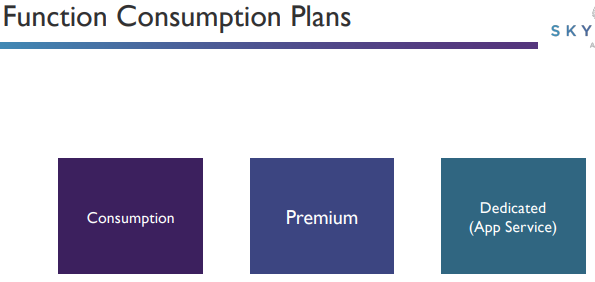 Function Consumption Plans
SKY
A
Consumption
Premium
Dedicated
(App Service)